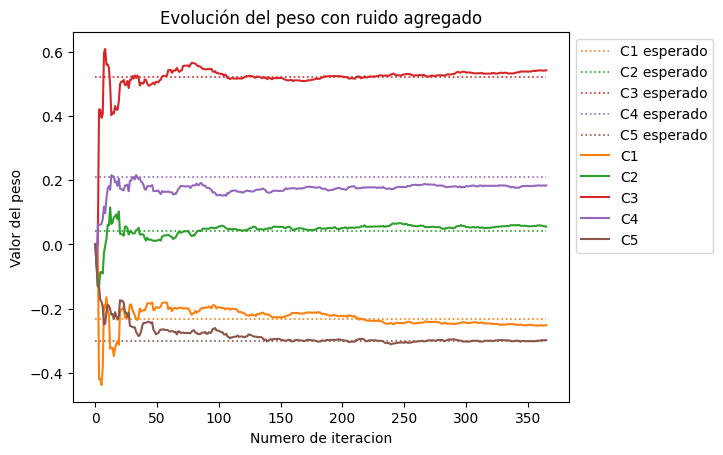 Evolución del peso con ruido agregado
Valor del peso
0.6
0.4
0.2
0.0
−0.2
−0.4
0
50
100
150
200
250
300
350
Numero de iteracion
C1 esperado
C2 esperado
C3 esperado
C4 esperado
C5 esperado
C1
C2
C3
C4
C5